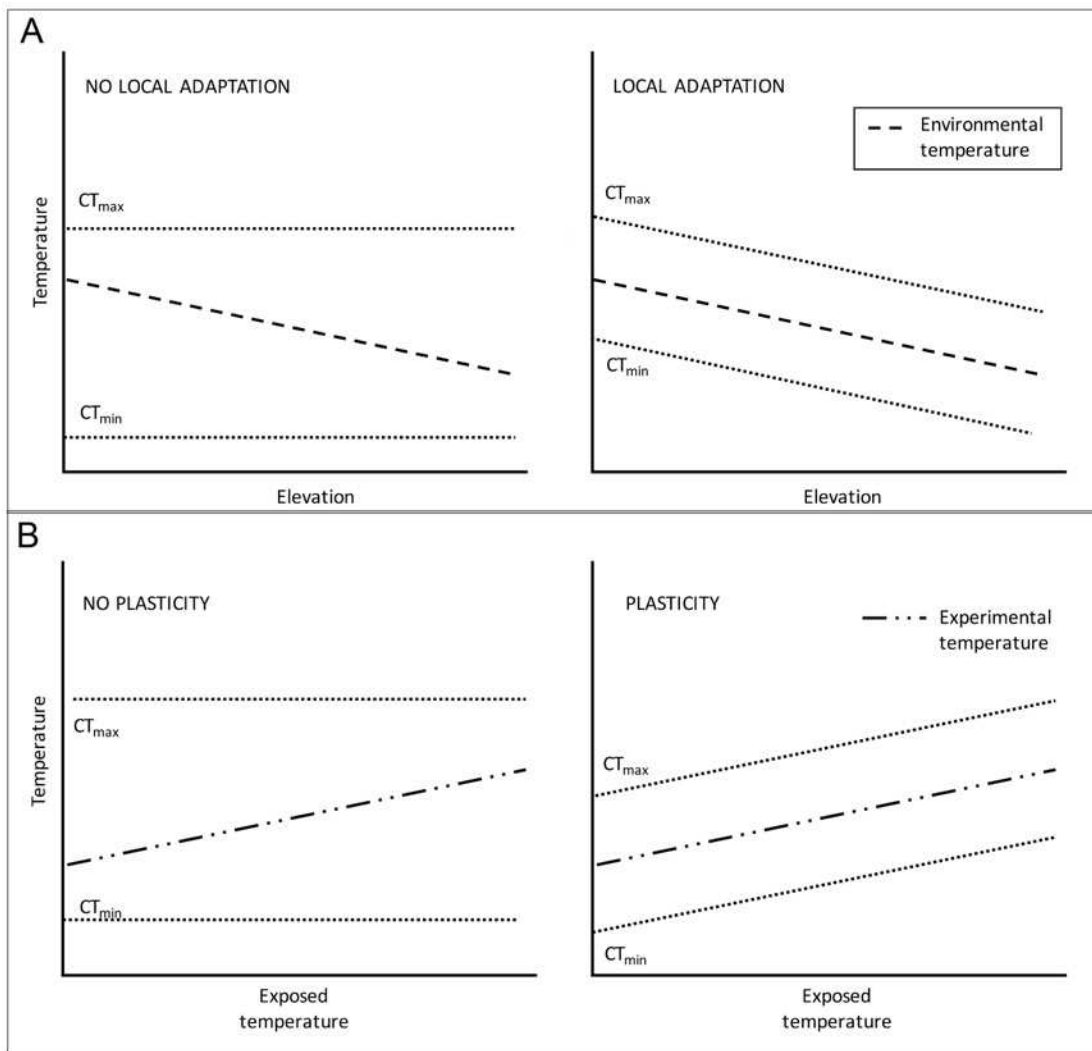 A
NO LOCAL ADAPTATION
LOCAL ADAPTATION
Environmental
temperature
CTmax
CTmax
Temperature
CTmin
CTmin
Elevation
Elevation
B
NO PLASTICITY
PLASTICITY
Experimental
temperature
CTmax
CTmax
Temperature
CTmin
CTmin
Exposed
temperature
Exposed
temperature